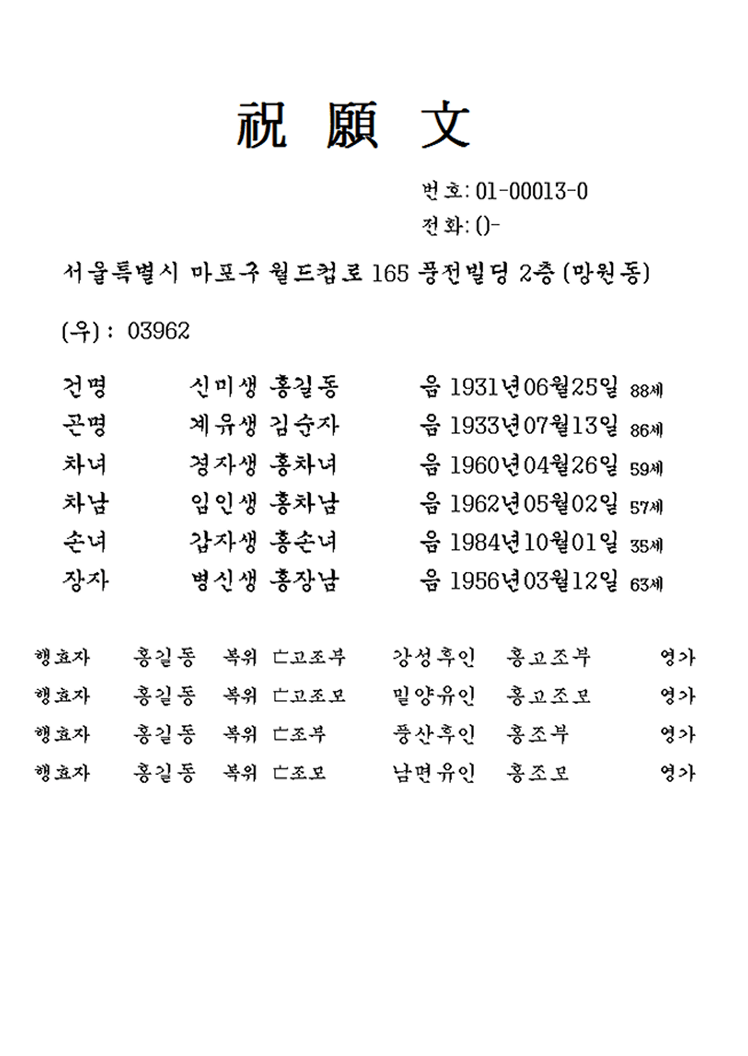 祝 願 文
번호: 01-00013-0
전화: ()-
서울특별시 마포구 월드컵로 165 풍전빌딩 2층 (망원동)
(우) : 03962
건명 신미생 홍길동 음 1931년06월25일 88세
곤명 계유생 김순자 음 1933년07월13일 86세
차녀 경자생 홍차녀 음 1960년04월26일 59세
차남 임인생 홍차남 음 1962년05월02일 57세
손녀 갑자생 홍손녀 음 1984년10월01일 35세
장자 병신생 홍장남 음 1956년03월12일 63세
행효자 홍길동 복위 亡고조부 강성후인 홍고조부 영가
행효자 홍길동 복위 亡고조모 밀양유인 홍고조모 영가
행효자 홍길동 복위 亡조부 풍산후인 홍조부 영가
행효자 홍길동 복위 亡조모 남면유인 홍조모 영가